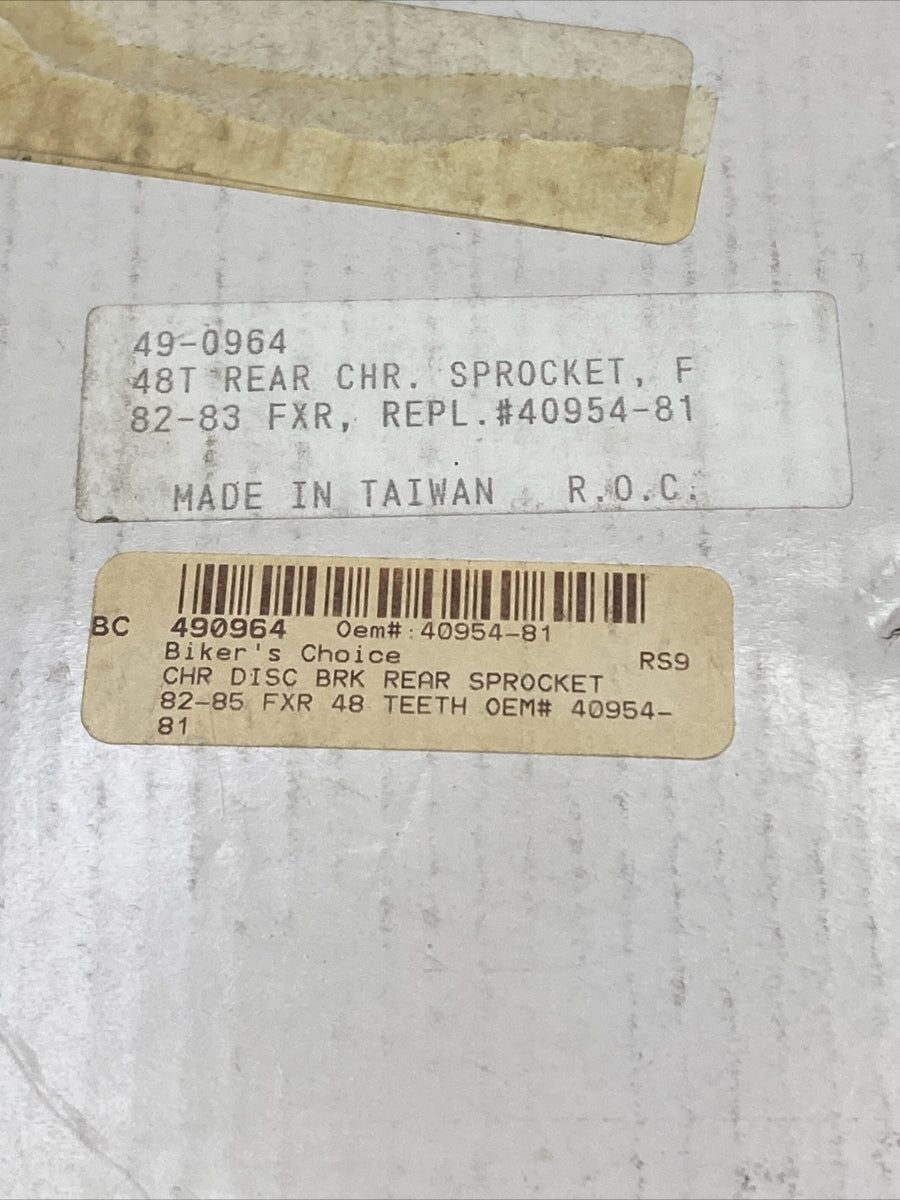 49-0964
48T REAR CHR. SPROCKET, F
82-83 FXR, REPL.#40954-81
MADE IN TAIWAN R.O.C.
BC 490964 Oem#:40954-81
Biker's Choice RS9
CHR DISC BRK REAR SPROCKET
82-85 FXR 48 TEETH OEM# 40954-
81